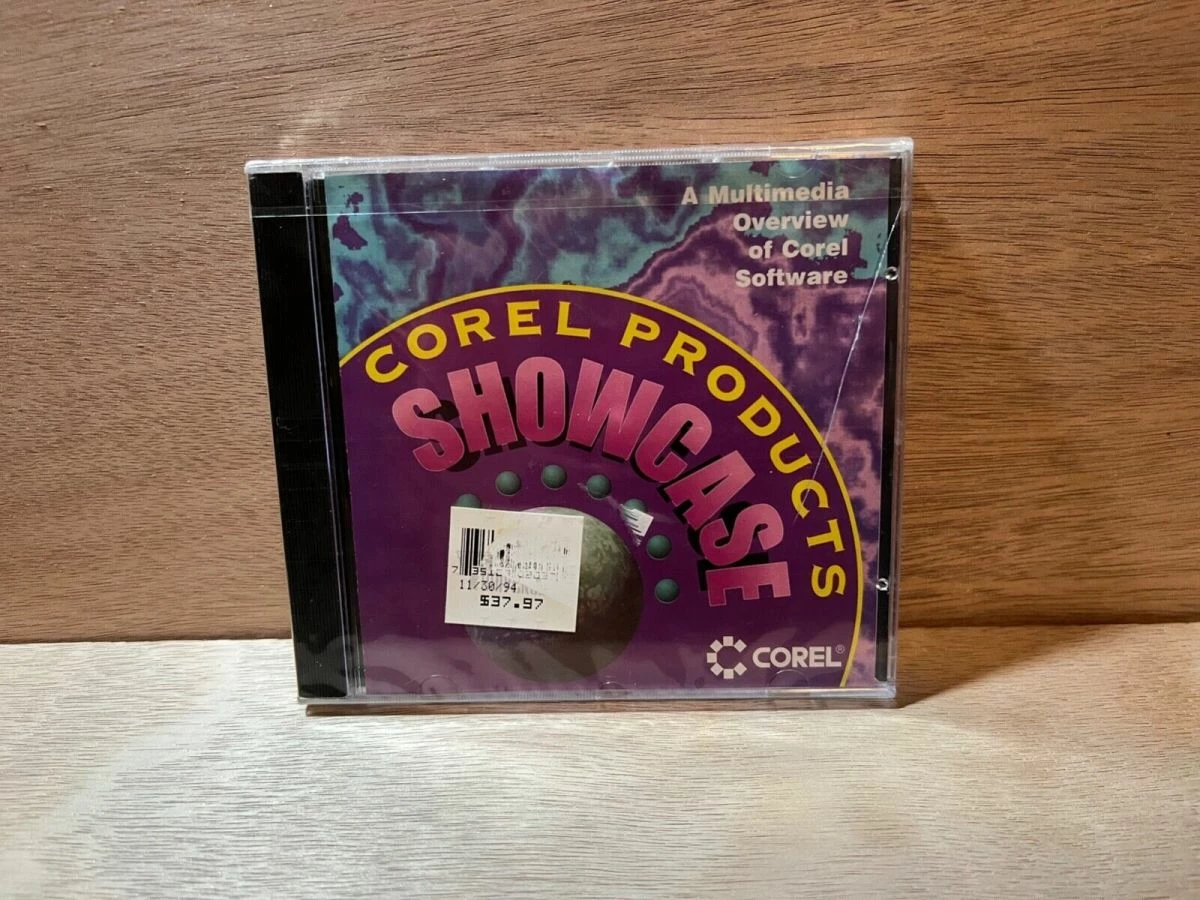 A Multimedia
Overview
of Corel
Software
COREL PRODUCTS
SHOWCASE
11/30/94
$37.97
COREL®